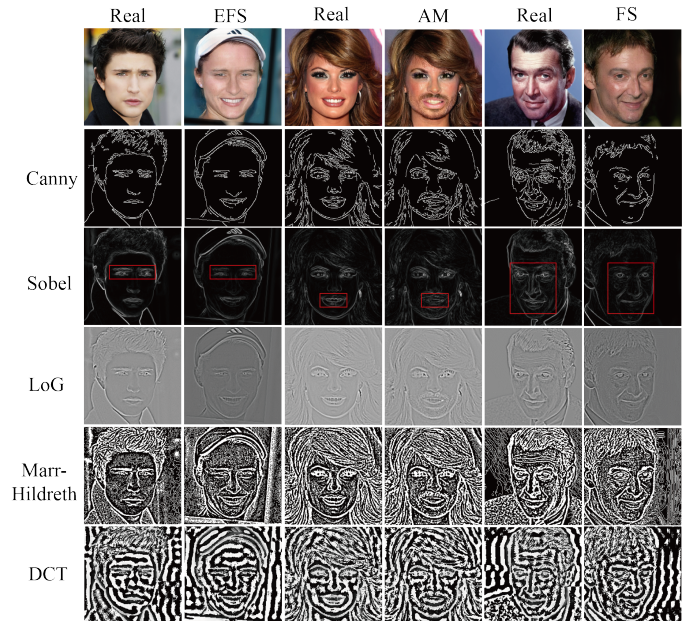 Real EFS Real AM Real FS
Canny
Sobel
LoG
Marr-
Hildreth
DCT